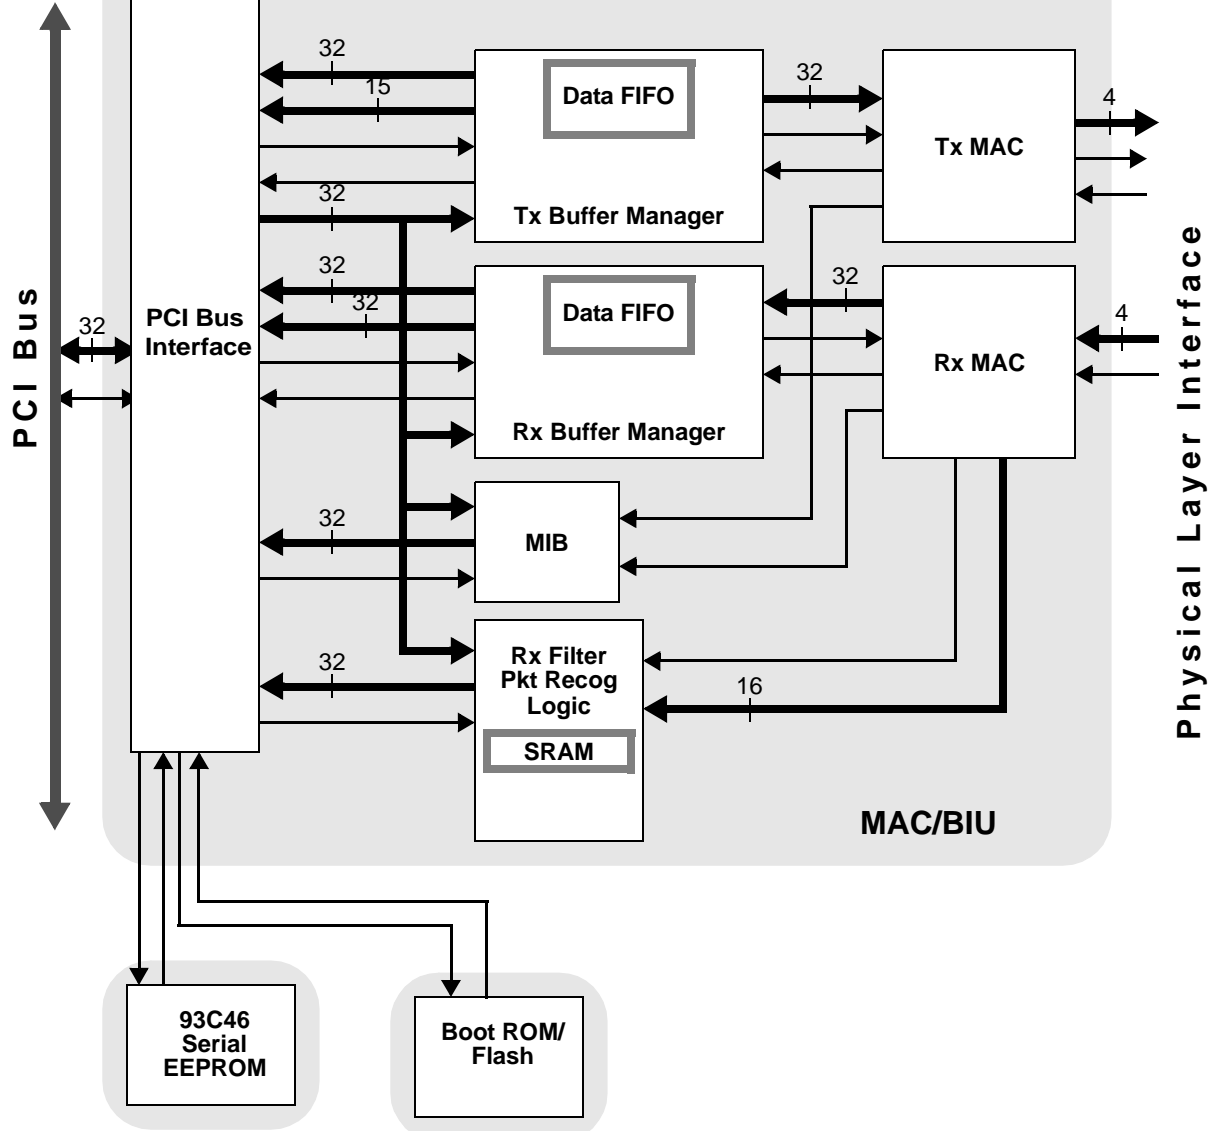 32
15
Data FIFO
32
4
Tx MAC
32
Tx Buffer Manager
32
32
Data FIFO
32
4
PCI Bus
Interface
32
Rx MAC
PCI Bus
Physical Layer Interface
Rx Buffer Manager
32
MIB
32
Rx Filter
Pkt Recog
Logic
16
SRAM
MAC/BIU
93C46
Serial
EEPROM
Boot ROM/
Flash